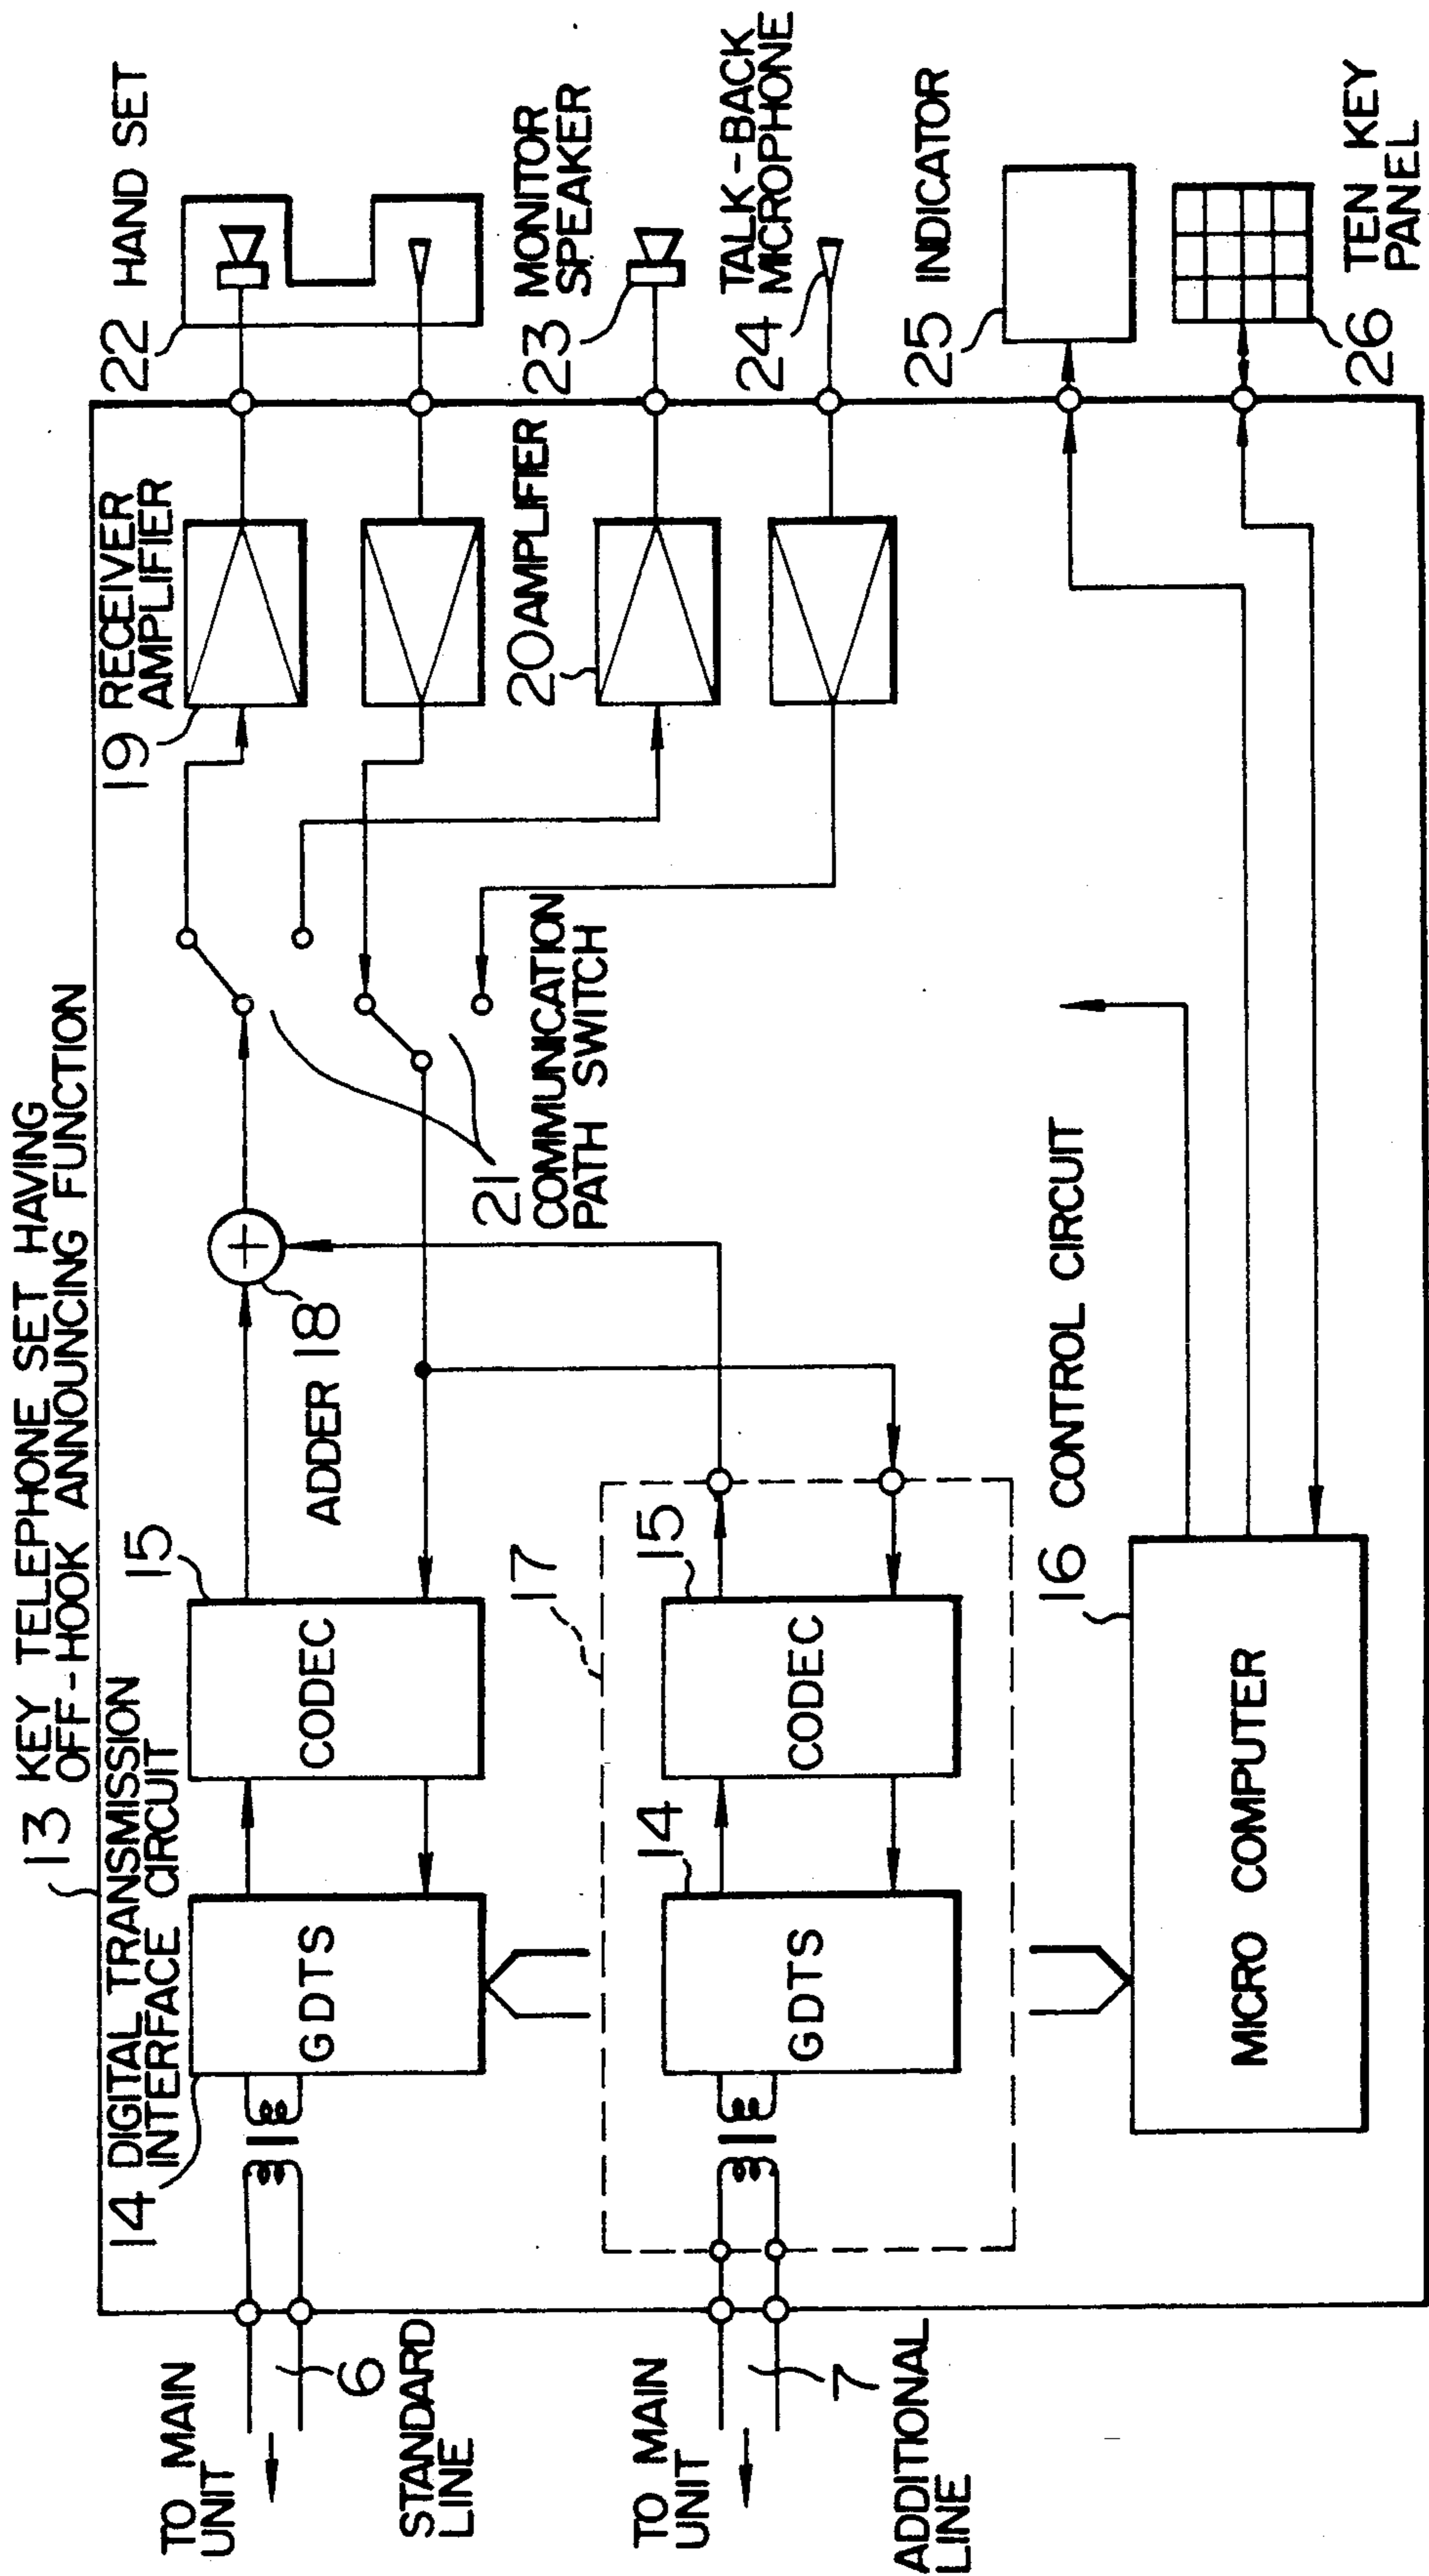 13 KEY TELEPHONE SET HAVING
OFF-HOOK ANNOUNCING FUNCTION
14 DIGITAL TRANSMISSION
INTERFACE CIRCUIT
15
19 RECEIVER
AMPLIFIER
22 HAND SET
TO MAIN
UNIT
6
STANDARD
LINE
GDTS
CODEC
ADDER 18
21
COMMUNICATION
PATH SWITCH
20 AMPLIFIER
23 MONITOR
SPEAKER
17
14
15
24 TALK-BACK
MICROPHONE
TO MAIN
UNIT
7
ADDITIONAL
LINE
GDTS
CODEC
25 INDICATOR
16 CONTROL CIRCUIT
MICRO COMPUTER
26
TEN KEY
PANEL